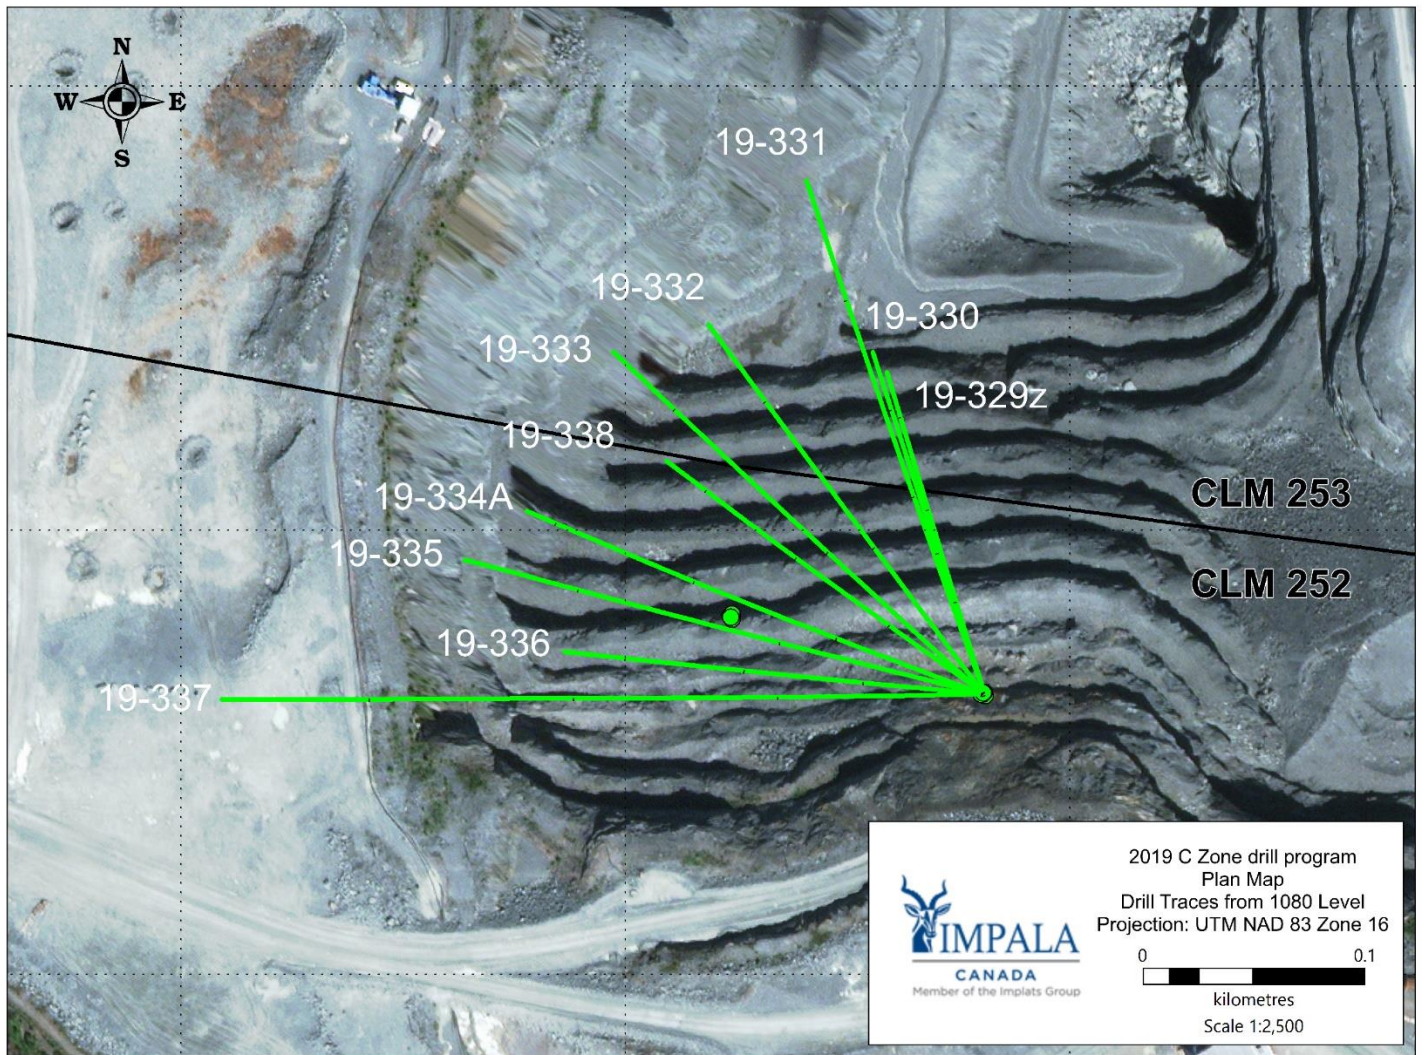 N
W E
S
19-331
19-332
19-330
19-333
19-329z
19-338
19-334A
CLM 253
19-335
CLM 252
19-336
19-337
2019 C Zone drill program
Plan Map
Drill Traces from 1080 Level
Projection: UTM NAD 83 Zone 16
0 0.1
kilometres
Scale 1:2,500
IMPALA
CANADA
Member of the Implats Group